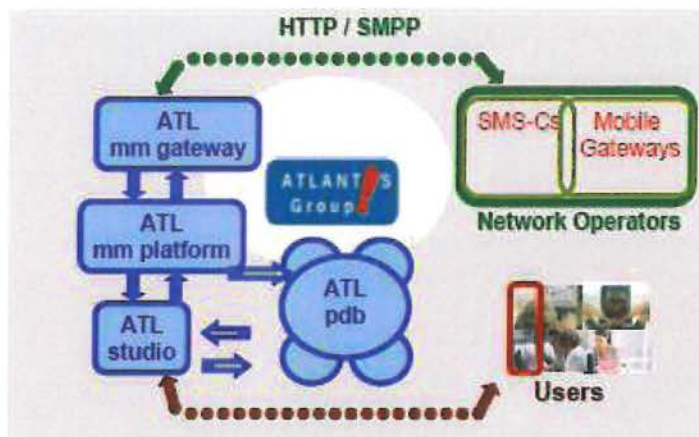 HTTP / SMPP
ATL
mm gateway
SMS-Cs
Mobile
Gateways
ATLANT!S
Group
Network Operators
ATL
mm platform
ATL
pdb
ATL
studio
Users